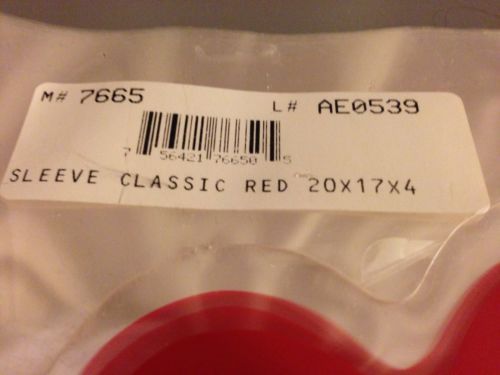 M# 7665 L# AE0539
7 56421 76650 5
SLEEVE CLASSIC RED 20X17X4